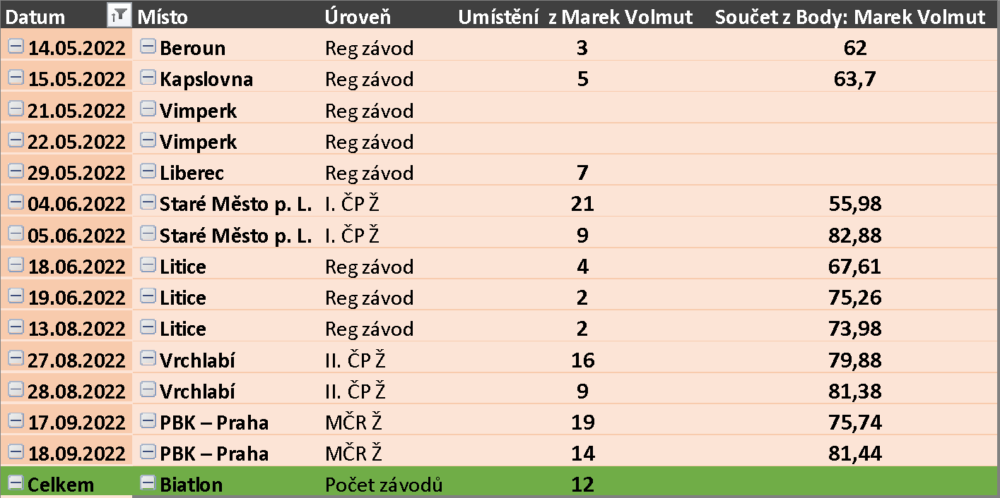 Datum Místo Úroveň Umístění z Marek Volmut Součet z Body: Marek Volmut
14.05.2022 Beroun Reg závod 3 62
15.05.2022 Kapslovna Reg závod 5 63,7
21.05.2022 Vimperk Reg závod
22.05.2022 Vimperk Reg závod
29.05.2022 Liberec Reg závod 7
04.06.2022 Staré Město p. L. I. ČP Ž 21 55,98
05.06.2022 Staré Město p. L. I. ČP Ž 9 82,88
18.06.2022 Litice Reg závod 4 67,61
19.06.2022 Litice Reg závod 2 75,26
13.08.2022 Litice Reg závod 2 73,98
27.08.2022 Vrchlabí II. ČP Ž 16 79,88
28.08.2022 Vrchlabí II. ČP Ž 9 81,38
17.09.2022 PBK – Praha MČR Ž 19 75,74
18.09.2022 PBK – Praha MČR Ž 14 81,44
Celkem Biatlon Počet závodů 12